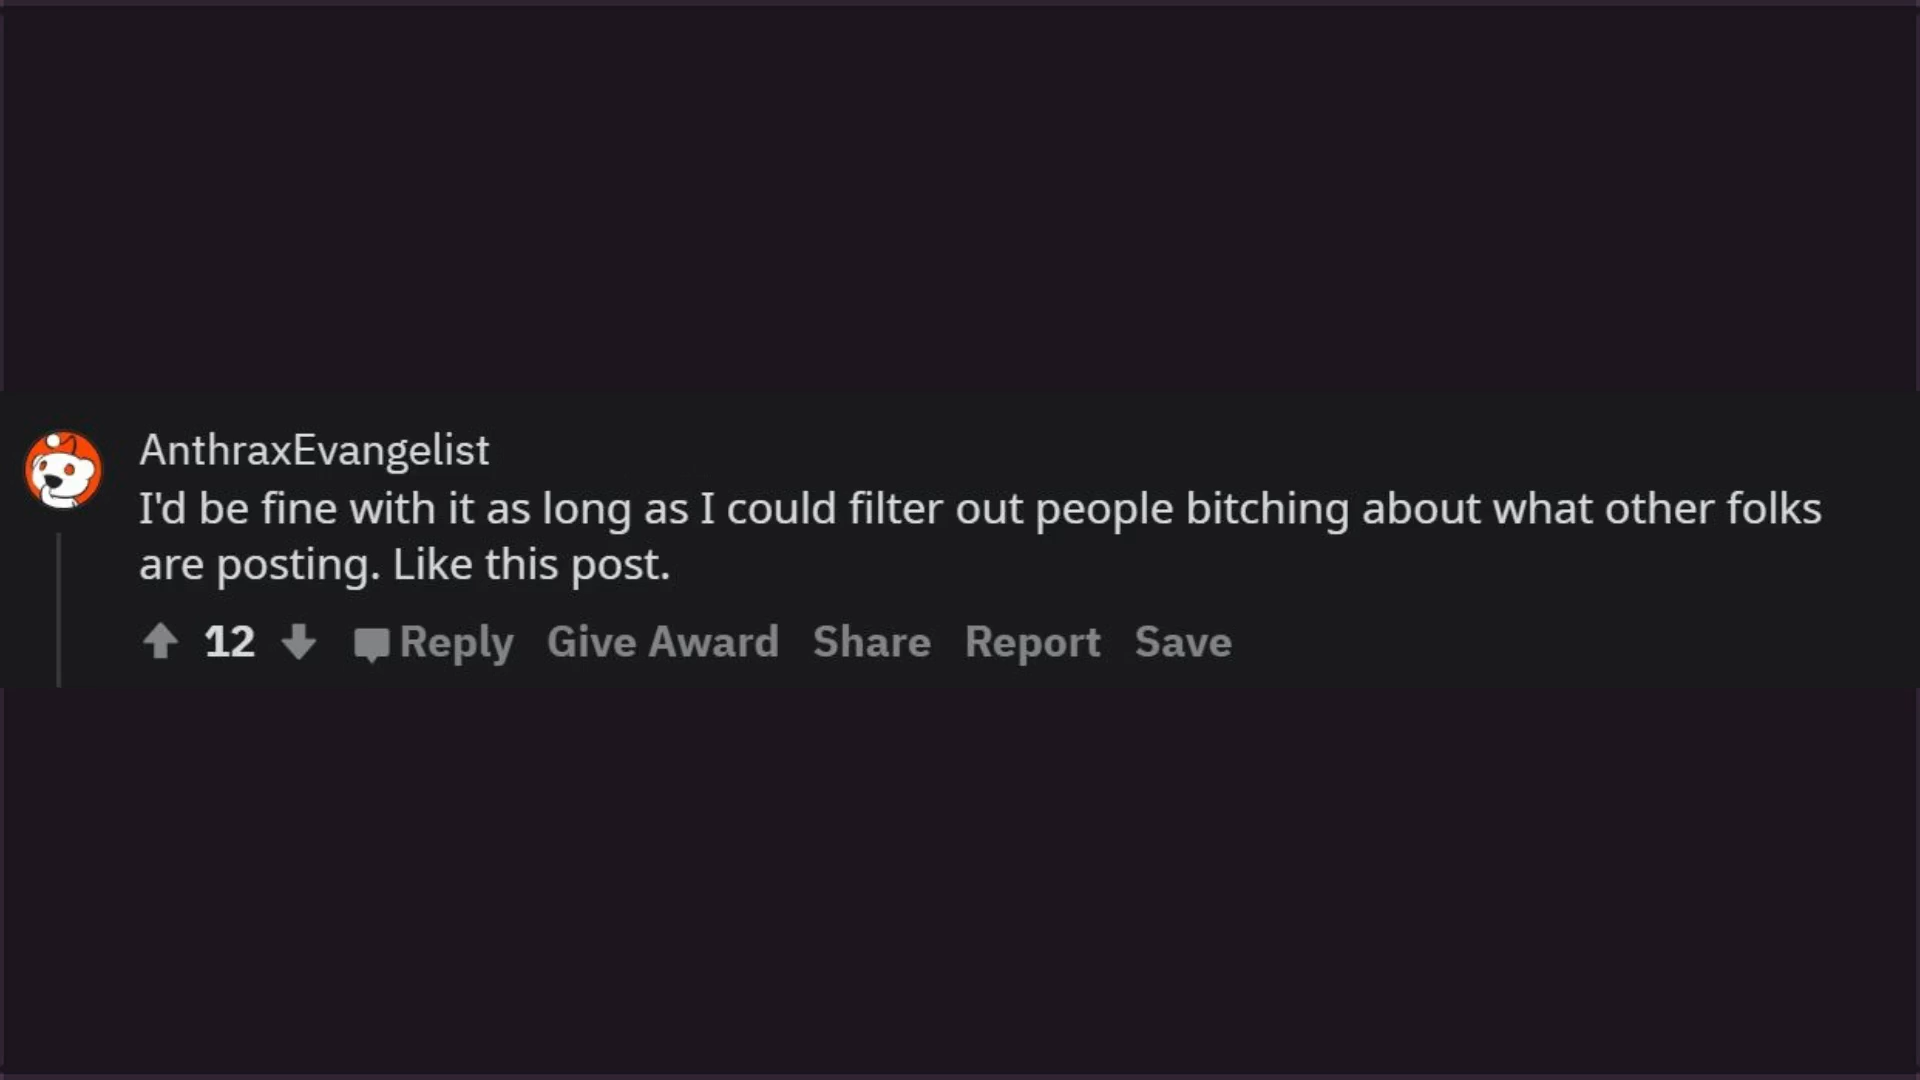 AnthraxEvangelist
I'd be fine with it as long as I could filter out people bitching about what other folks
are posting. Like this post.
12 Reply Give Award Share Report Save